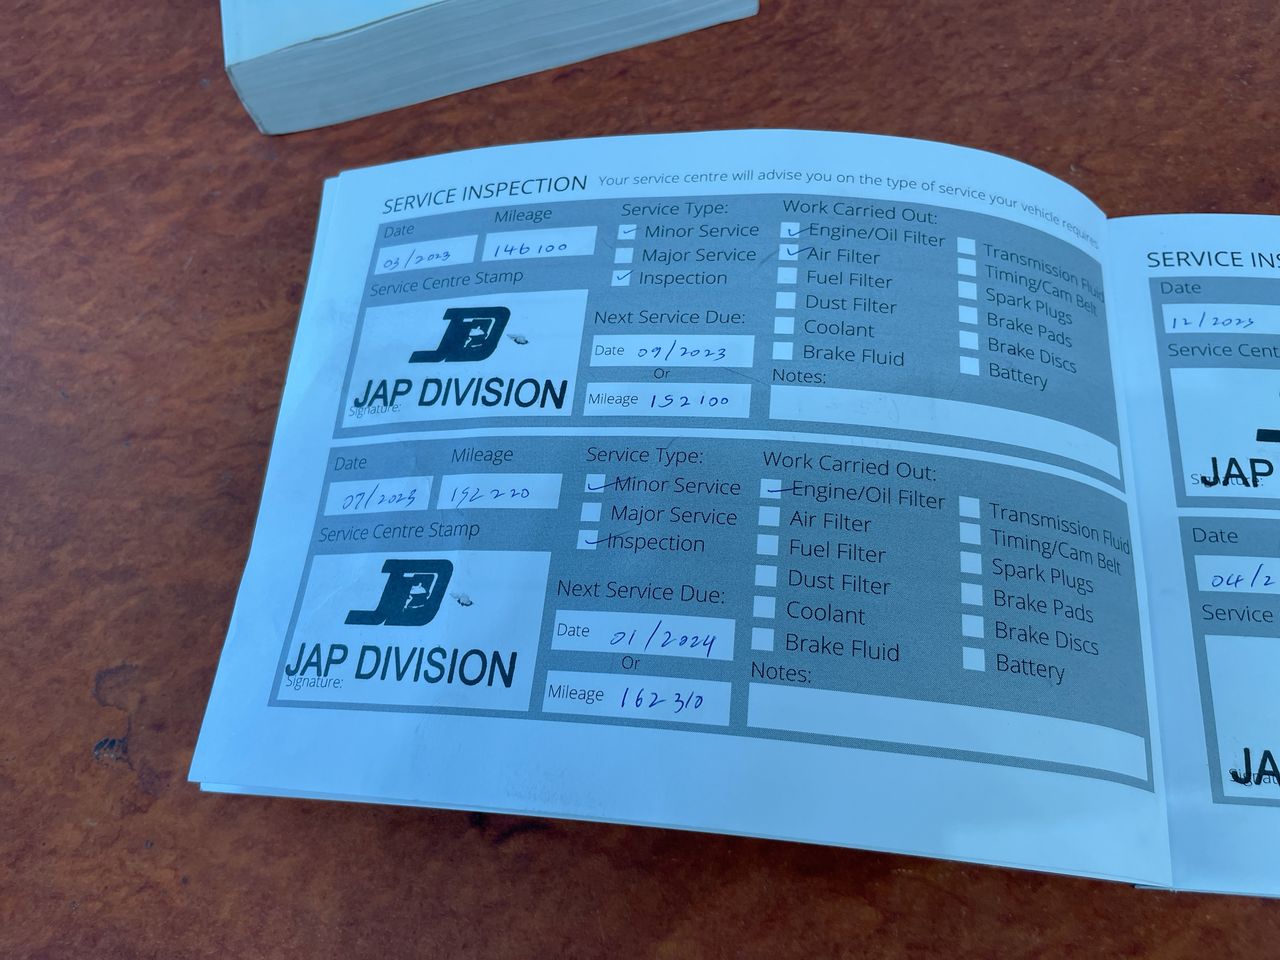 SERVICE INSPECTION Your service centre will advise you on the type of service your vehicle requires.
Date Mileage
03/2023 146100
Service Centre Stamp
JD
JAP DIVISION
Signature:
Service Type:
Minor Service
Major Service
Inspection
Next Service Due:
Date 09/2023
Or
Mileage 152100
Work Carried Out:
Engine/Oil Filter
Air Filter
Fuel Filter
Dust Filter
Coolant
Brake Fluid
Transmission Fluid
Timing/Cam Belt
Spark Plugs
Brake Pads
Brake Discs
Battery
Notes:
Date Mileage
07/2023 152220
Service Centre Stamp
JD
JAP DIVISION
Signature:
Service Type:
Minor Service
Major Service
Inspection
Next Service Due:
Date 01/2024
Or
Mileage 162310
Work Carried Out:
Engine/Oil Filter
Air Filter
Fuel Filter
Dust Filter
Coolant
Brake Fluid
Transmission Fluid
Timing/Cam Belt
Spark Plugs
Brake Pads
Brake Discs
Battery
Notes:
SERVICE INS
Date
12/2023
Service Cent
JAP
Signature:
Date
04/2
Service
JA